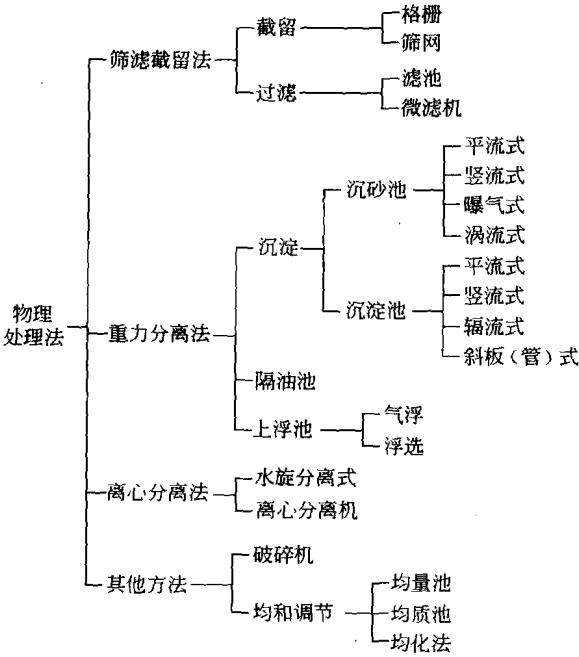 格栅
截留
筛网
筛滤截留法
滤池
过滤
微滤机
平流式
竖流式
沉砂池
曝气式
涡流式
沉淀
平流式
竖流式
沉淀池
辐流式
斜板(管)式
物理
处理法
重力分离法
隔油池
气浮
上浮池
浮选
水旋分离式
离心分离法
离心分离机
破碎机
其他方法
均量池
均和调节
均质池
均化法